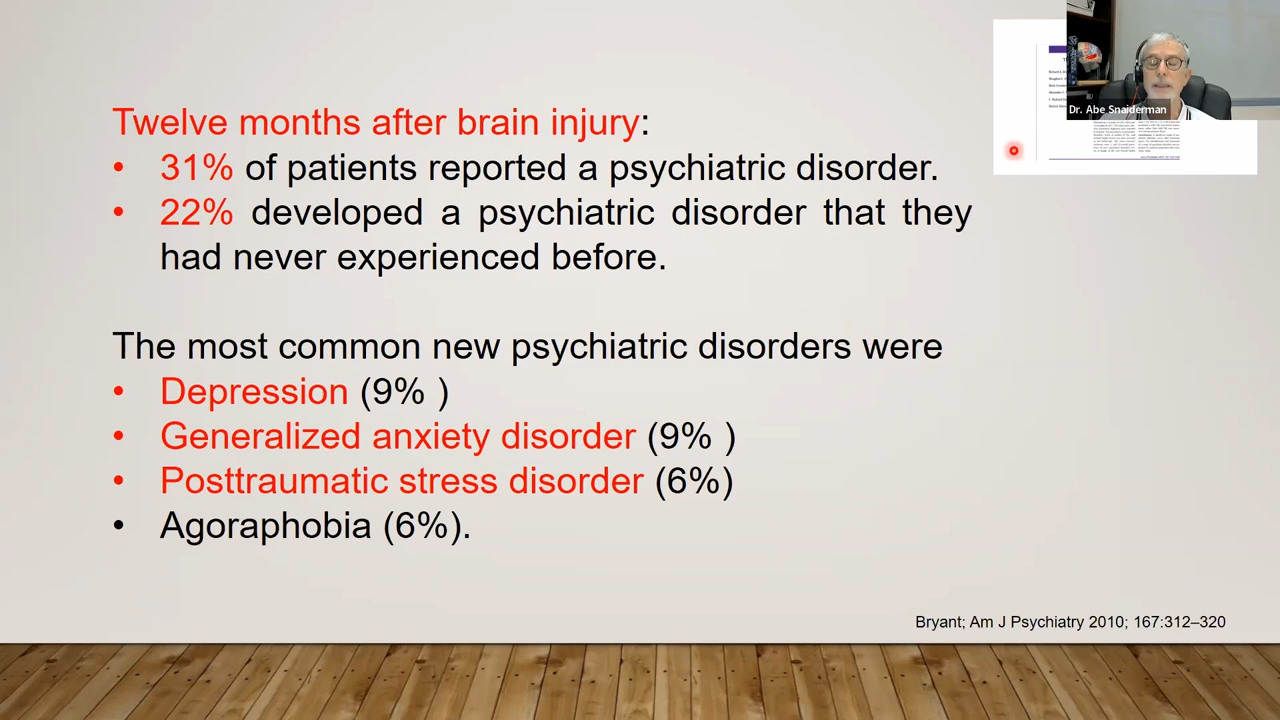 Twelve months after brain injury:
• 31% of patients reported a psychiatric disorder.
• 22% developed a psychiatric disorder that they
had never experienced before.
The most common new psychiatric disorders were
• Depression (9% )
• Generalized anxiety disorder (9% )
• Posttraumatic stress disorder (6%)
• Agoraphobia (6%).
Bryant; Am J Psychiatry 2010; 167:312–320
Dr. Abe Snaiderman